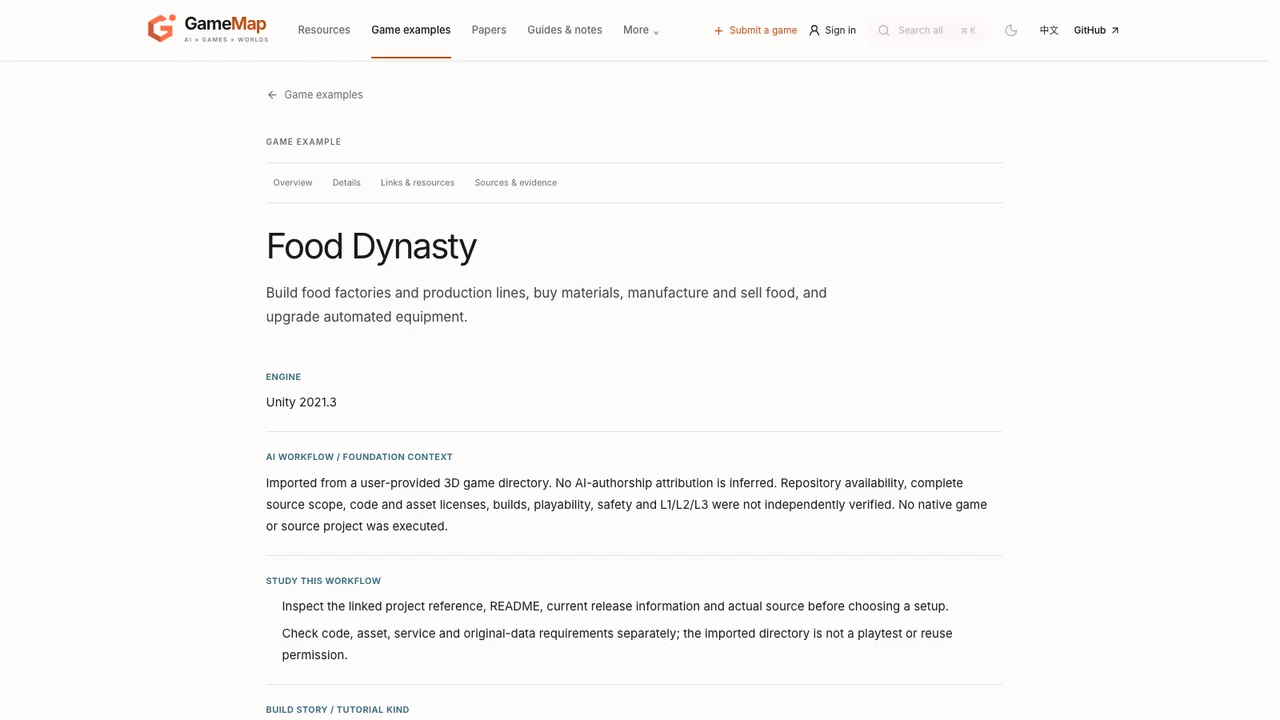 GameMap
AI × GAMES × WORLDS
Resources
Game examples
Papers
Guides & notes
More
+ Submit a game
Sign in
Search all
⌘ K
中文
GitHub ↗
← Game examples
GAME EXAMPLE
Overview
Details
Links & resources
Sources & evidence
Food Dynasty
Build food factories and production lines, buy materials, manufacture and sell food, and
upgrade automated equipment.
ENGINE
Unity 2021.3
AI WORKFLOW / FOUNDATION CONTEXT
Imported from a user-provided 3D game directory. No AI-authorship attribution is inferred. Repository availability, complete
source scope, code and asset licenses, builds, playability, safety and L1/L2/L3 were not independently verified. No native game
or source project was executed.
STUDY THIS WORKFLOW
Inspect the linked project reference, README, current release information and actual source before choosing a setup.
Check code, asset, service and original-data requirements separately; the imported directory is not a playtest or reuse
permission.
BUILD STORY / TUTORIAL KIND